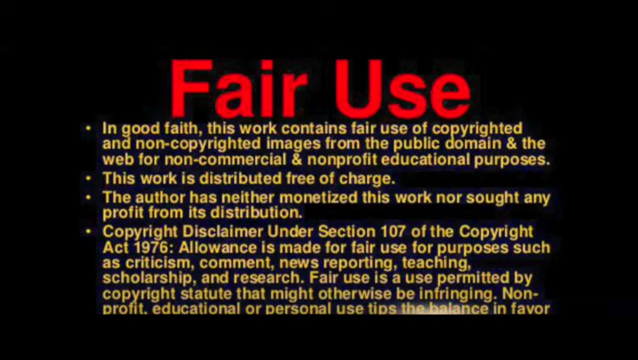 Fair Use
• In good faith, this work contains fair use of copyrighted
and non-copyrighted images from the public domain & the
web for non-commercial & nonprofit educational purposes.
• This work is distributed free of charge.
• The author has neither monetized this work nor sought any
profit from its distribution.
• Copyright Disclaimer Under Section 107 of the Copyright
Act 1976: Allowance is made for fair use for purposes such
as criticism, comment, news reporting, teaching,
scholarship, and research. Fair use is a use permitted by
copyright statute that might otherwise be infringing. Non-
profit, educational or personal use tips the balance in favor